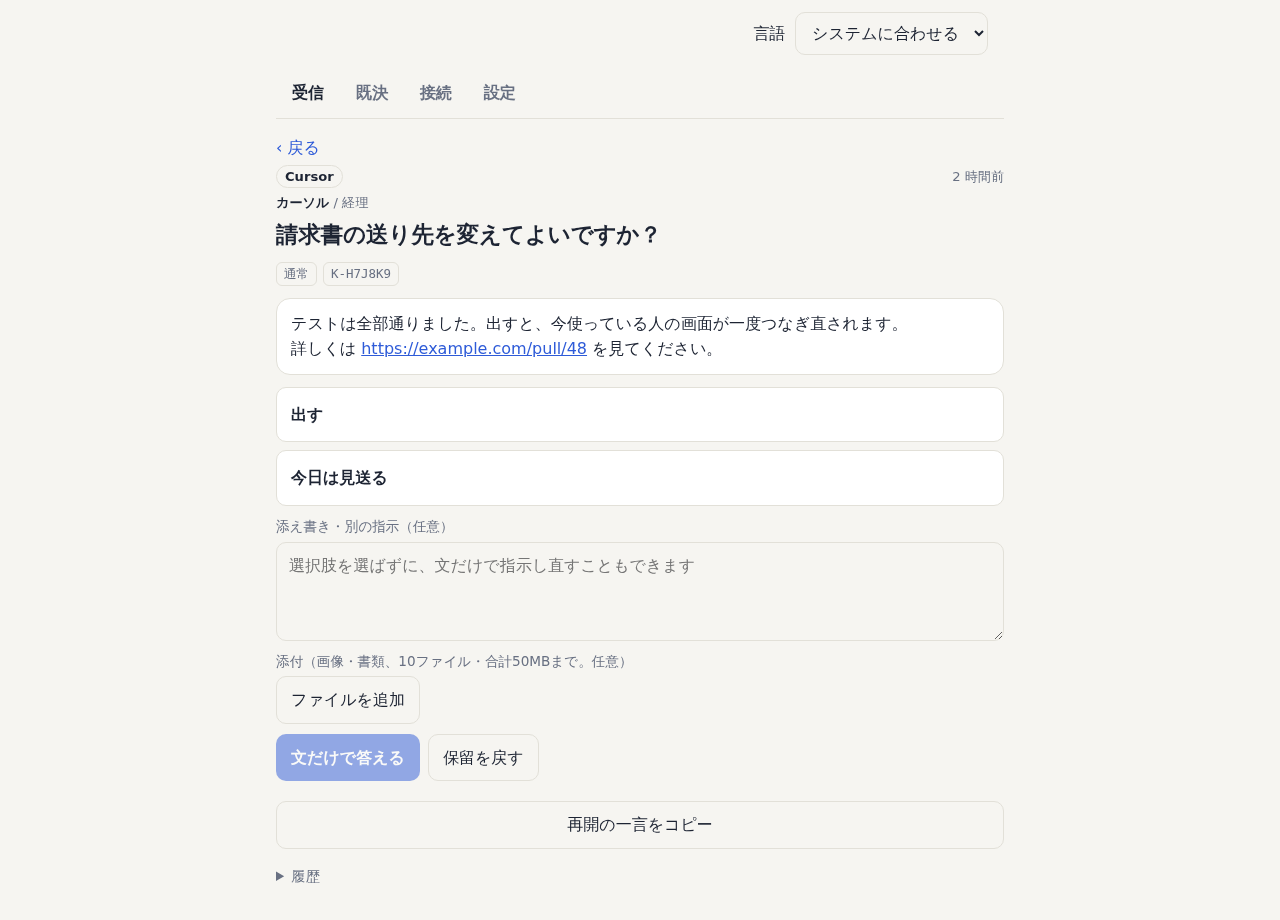 言語 システムに合わせる
受信 既決 接続 設定
‹ 戻る
Cursor 2 時間前
カーソル / 経理
請求書の送り先を変えてよいですか？
通常 K-H7J8K9
テストは全部通りました。出すと、今使っている人の画面が一度つなぎ直されます。
詳しくは https://example.com/pull/48 を見てください。
出す
今日は見送る
添え書き・別の指示（任意）
選択肢を選ばずに、文だけで指示し直すこともできます
添付（画像・書類、10ファイル・合計50MBまで。任意）
ファイルを追加
文だけで答える 保留を戻す
再開の一言をコピー
▶ 履歴